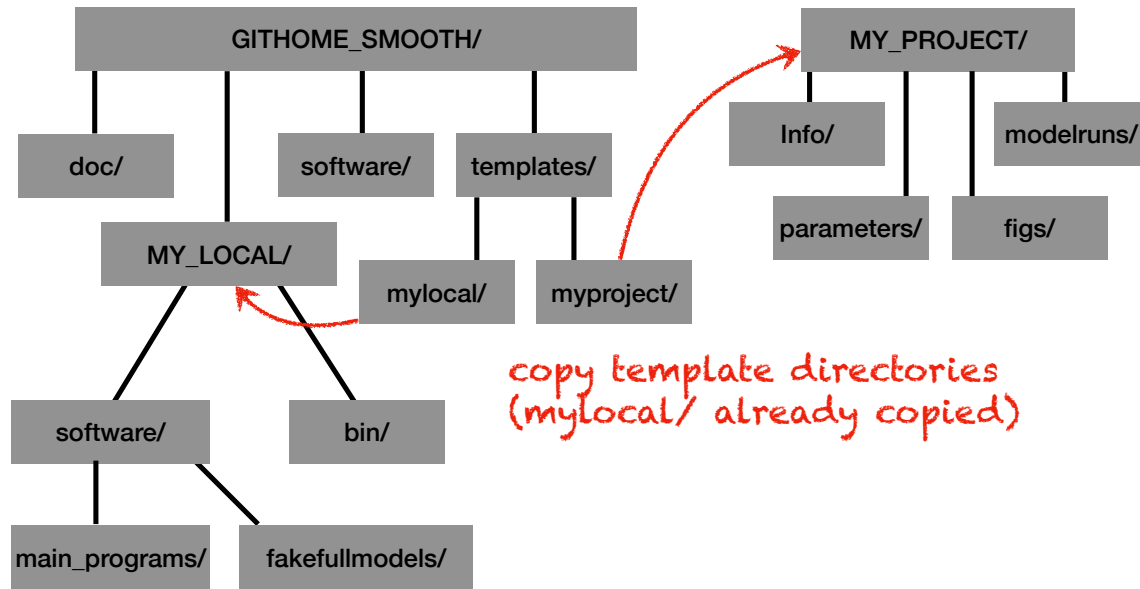 GITHOME_SMOOTH/
MY_PROJECT/
doc/
software/
templates/
Info/
modelruns/
MY_LOCAL/
mylocal/
myproject/
parameters/
figs/
copy template directories
(mylocal/ already copied)
software/
bin/
main_programs/
fakefullmodels/